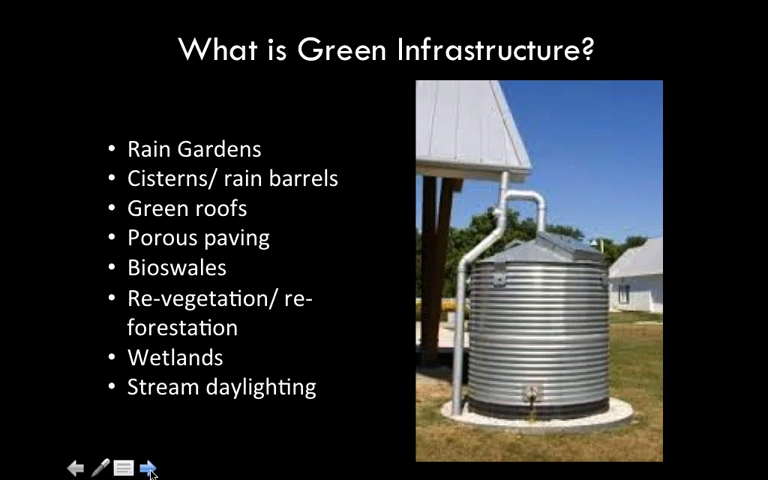 What is Green Infrastructure?
• Rain Gardens
• Cisterns/ rain barrels
• Green roofs
• Porous paving
• Bioswales
• Re-vegetation/ re-
forestation
• Wetlands
• Stream daylighting